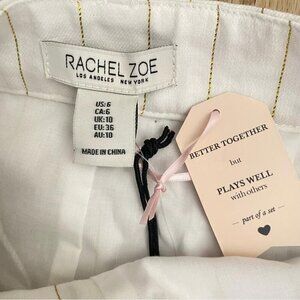 RACHEL ZOE
LOS ANGELES NEW YORK
US: 6
CA: 6
UK: 10
EU: 36
AU: 10
MADE IN CHINA
BETTER TOGETHER
but
PLAYS WELL
with others
— part of a set —